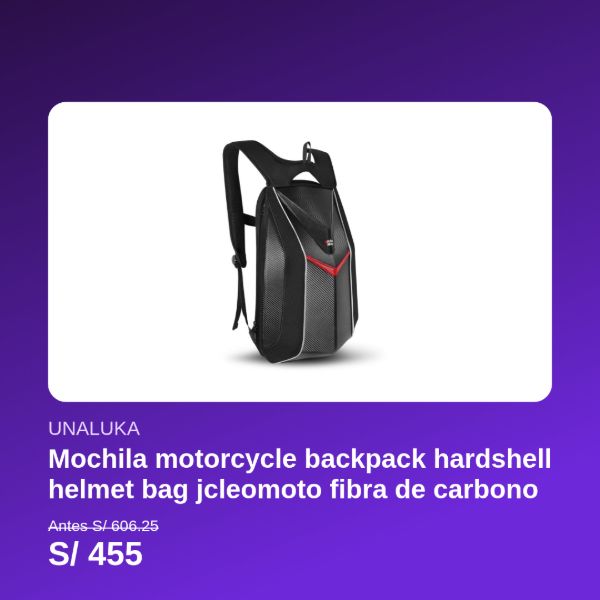 UNALUKA
Mochila motorcycle backpack hardshell
helmet bag jcleomoto fibra de carbono
Antes S/ 606.25
S/ 455